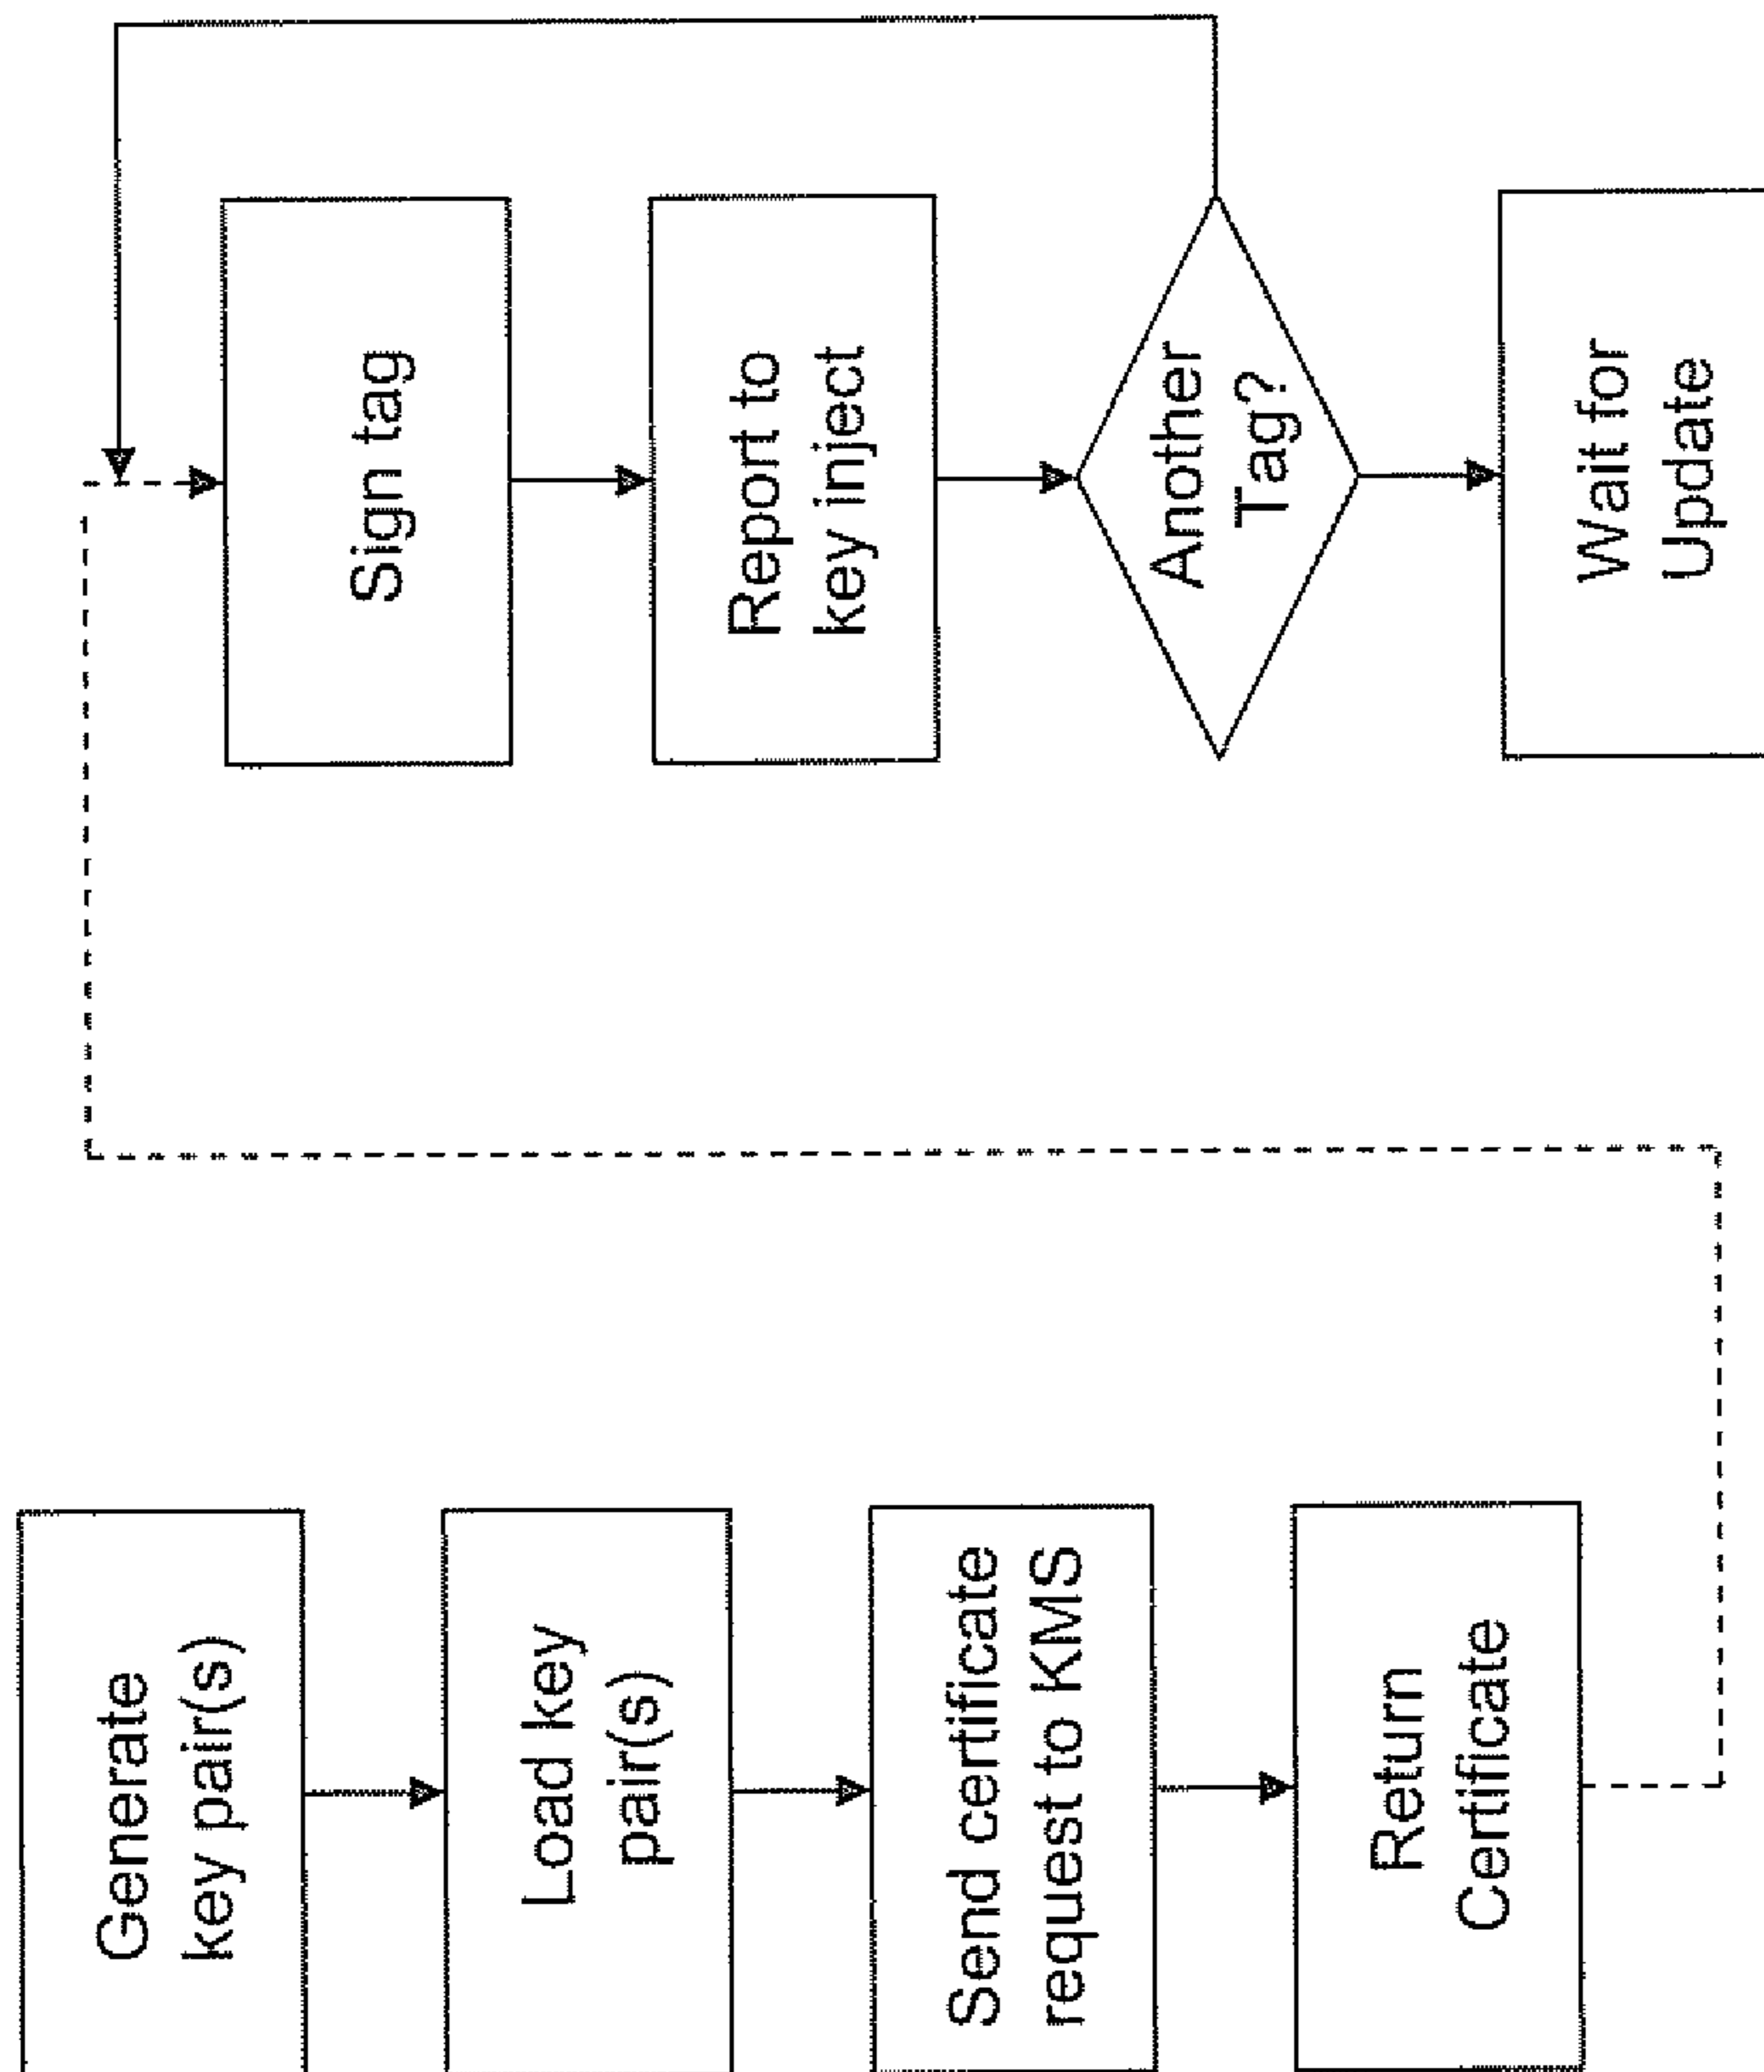 Generate
key pair(s)
Load key
pair(s)
Send certificate
request to KMS
Return
Certificate
Sign tag
Report to
key inject
Another
Tag?
Wait for
Update